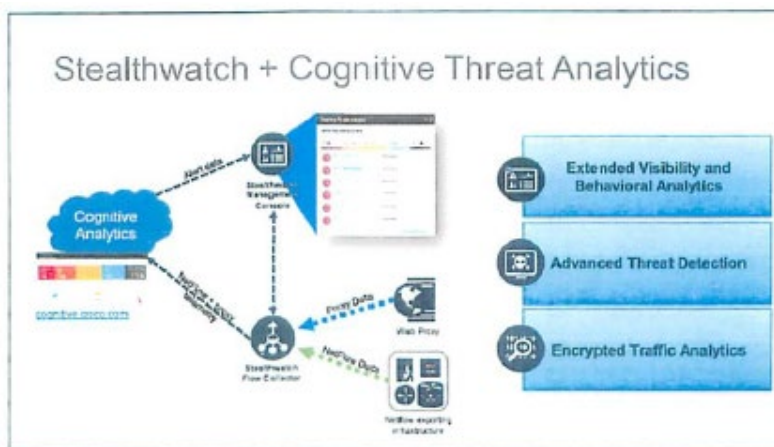 Stealthwatch + Cognitive Threat Analytics
Alert data
Stealthwatch
Management
Console
Cognitive
Analytics
Extended Visibility and
Behavioral Analytics
Advanced Threat Detection
Encrypted Traffic Analytics
cognitive.cisco.com
Proxy Data
Web Proxy
NetFlow Data
Stealthwatch
Flow Collector
Netflow exporting
infrastructure